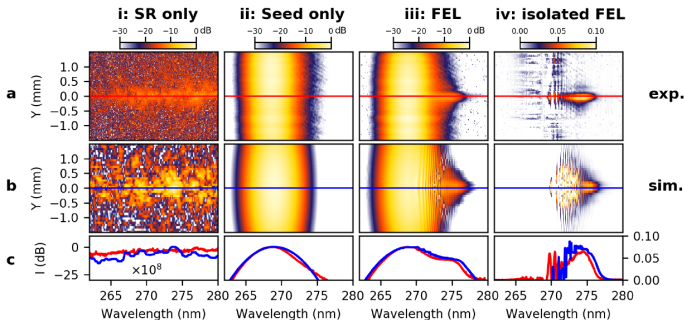 i: SR only ii: Seed only iii: FEL iv: isolated FEL
−30 −20 −10 0 dB −30 −20 −10 0 dB −30 −20 −10 0 dB 0.00 0.05 0.10
a Y (mm) 1.0 0.5 0.0 −0.5 −1.0 exp.
b Y (mm) 1.0 0.5 0.0 −0.5 −1.0 sim.
c I (dB) 0 −25 ×10⁸ 0.10 0.05 0.00
265 270 275 280 265 270 275 280 265 270 275 280 265 270 275 280
Wavelength (nm) Wavelength (nm) Wavelength (nm) Wavelength (nm)